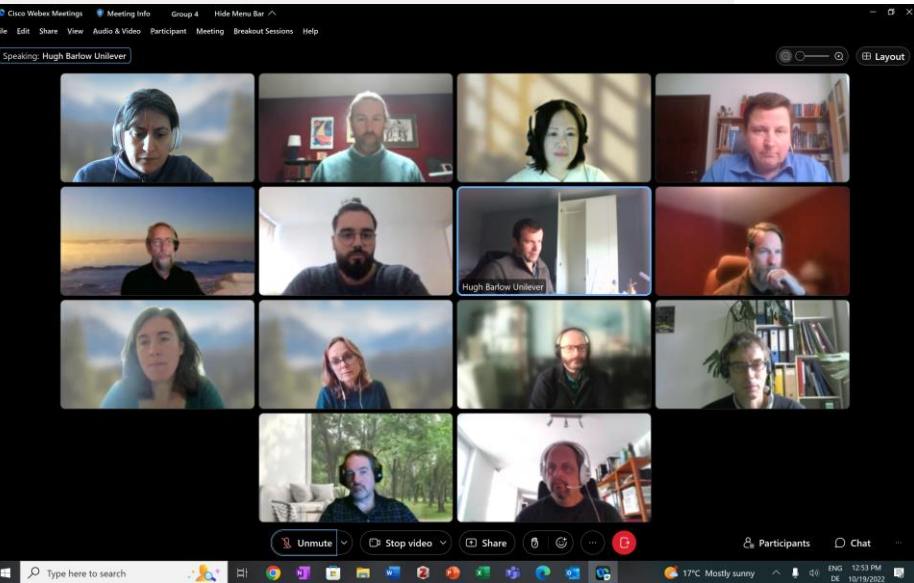 Cisco Webex Meetings Meeting Info Group 4 Hide Menu Bar
ile Edit Share View Audio & Video Participant Meeting Breakout Sessions Help
Speaking: Hugh Barlow Unilever
Layout
Hugh Barlow Unilever
Unmute Stop video Share Participants Chat
Type here to search 17°C Mostly sunny ENG 12:53 PM
DE 10/19/2022